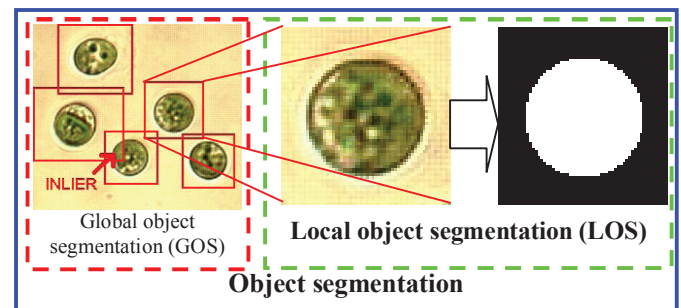 INLIER
Global object
segmentation (GOS)
Local object segmentation (LOS)
Object segmentation